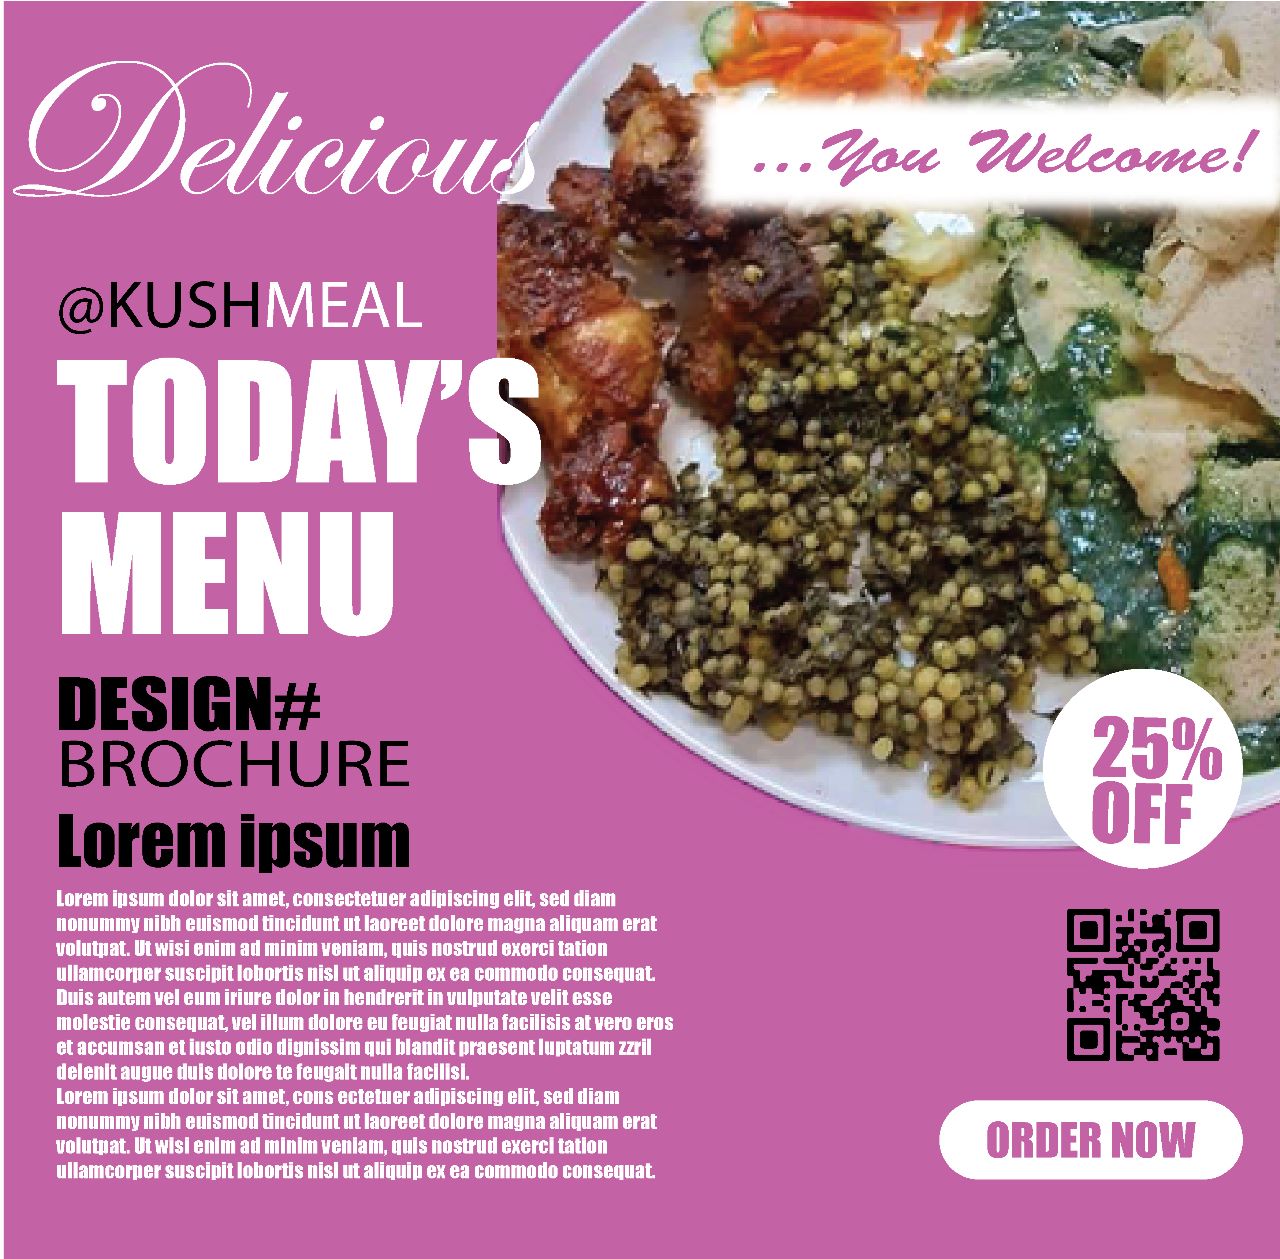 Delicious
...You Welcome!
@KUSHMEAL
TODAY'S
MENU
DESIGN#
BROCHURE
Lorem ipsum
Lorem ipsum dolor sit amet, consectetuer adipiscing elit, sed diam
nonummy nibh euismod tincidunt ut laoreet dolore magna aliquam erat
volutpat. Ut wisi enim ad minim veniam, quis nostrud exerci tation
ullamcorper suscipit lobortis nisl ut aliquip ex ea commodo consequat.
Duis autem vel eum iriure dolor in hendrerit in vulputate velit esse
molestie consequat, vel illum dolore eu feugiat nulla facilisis at vero eros
et accumsan et iusto odio dignissim qui blandit praesent luptatum zzril
delenit augue duis dolore te feugait nulla facilisi.
Lorem ipsum dolor sit amet, cons ectetuer adipiscing elit, sed diam
nonummy nibh euismod tincidunt ut laoreet dolore magna aliquam erat
volutpat. Ut wisi enim ad minim veniam, quis nostrud exerci tation
ullamcorper suscipit lobortis nisl ut aliquip ex ea commodo consequat.
25%
OFF
ORDER NOW